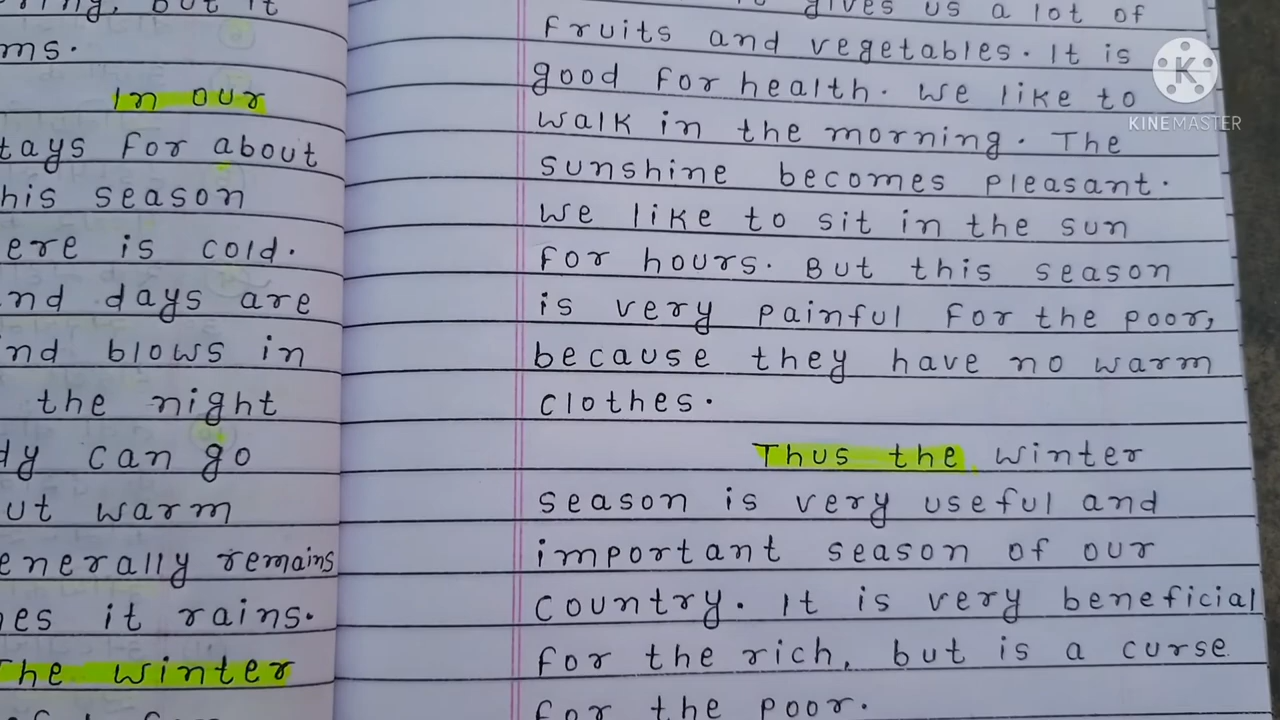 ms.
In our
tays for about
his season
ere is cold.
nd days are
nd blows in
the night
dy can go
ut warm
enerally remains
es it rains.
The winter
gives us a lot of
fruits and vegetables. It is
good for health. We like to
walk in the morning. The
sunshine becomes pleasant.
We like to sit in the sun
for hours. But this season
is very painful for the poor,
because they have no warm
clothes.
Thus the winter
season is very useful and
important season of our
country. It is very beneficial
for the rich, but is a curse
for the poor.
K
KINEMASTER